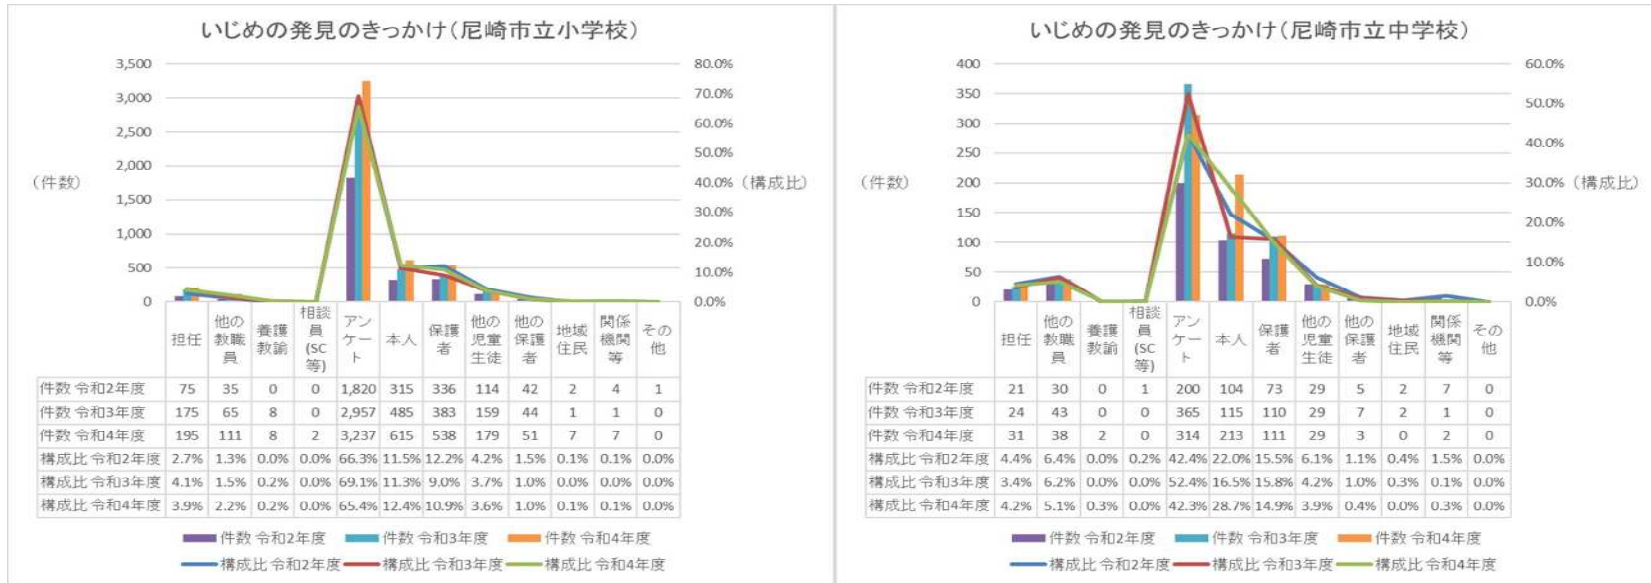 いじめの発見のきっかけ(尼崎市立小学校)
3,500
3,000
2,500
2,000
1,500
1,000
500
0
(件数)
80.0%
70.0%
60.0%
50.0%
40.0%
30.0%
20.0%
10.0%
0.0%
(構成比)
担任 他の教職員 養護教諭 相談員(SC等) アンケート 本人 保護者 他の児童生徒 他の保護者 地域住民 関係機関等 その他
件数 令和2年度 75 35 0 0 1,820 315 336 114 42 2 4 1
件数 令和3年度 175 65 8 0 2,957 485 383 159 44 1 1 0
件数 令和4年度 195 111 8 2 3,237 615 538 179 51 7 7 0
構成比 令和2年度 2.7% 1.3% 0.0% 0.0% 66.3% 11.5% 12.2% 4.2% 1.5% 0.1% 0.1% 0.0%
構成比 令和3年度 4.1% 1.5% 0.2% 0.0% 69.1% 11.3% 9.0% 3.7% 1.0% 0.0% 0.0% 0.0%
構成比 令和4年度 3.9% 2.2% 0.2% 0.0% 65.4% 12.4% 10.9% 3.6% 1.0% 0.1% 0.1% 0.0%
件数 令和2年度 件数 令和3年度 件数 令和4年度
構成比 令和2年度 構成比 令和3年度 構成比 令和4年度
いじめの発見のきっかけ(尼崎市立中学校)
400
350
300
250
200
150
100
50
0
(件数)
60.0%
50.0%
40.0%
30.0%
20.0%
10.0%
0.0%
(構成比)
担任 他の教職員 養護教諭 相談員(SC等) アンケート 本人 保護者 他の児童生徒 他の保護者 地域住民 関係機関等 その他
件数 令和2年度 21 30 0 1 200 104 73 29 5 2 7 0
件数 令和3年度 24 43 0 0 365 115 110 29 7 2 1 0
件数 令和4年度 31 38 2 0 314 213 111 29 3 0 2 0
構成比 令和2年度 4.4% 6.4% 0.0% 0.2% 42.4% 22.0% 15.5% 6.1% 1.1% 0.4% 1.5% 0.0%
構成比 令和3年度 3.4% 6.2% 0.0% 0.0% 52.4% 16.5% 15.8% 4.2% 1.0% 0.3% 0.1% 0.0%
構成比 令和4年度 4.2% 5.1% 0.3% 0.0% 42.3% 28.7% 14.9% 3.9% 0.4% 0.0% 0.3% 0.0%
件数 令和2年度 件数 令和3年度 件数 令和4年度
構成比 令和2年度 構成比 令和3年度 構成比 令和4年度